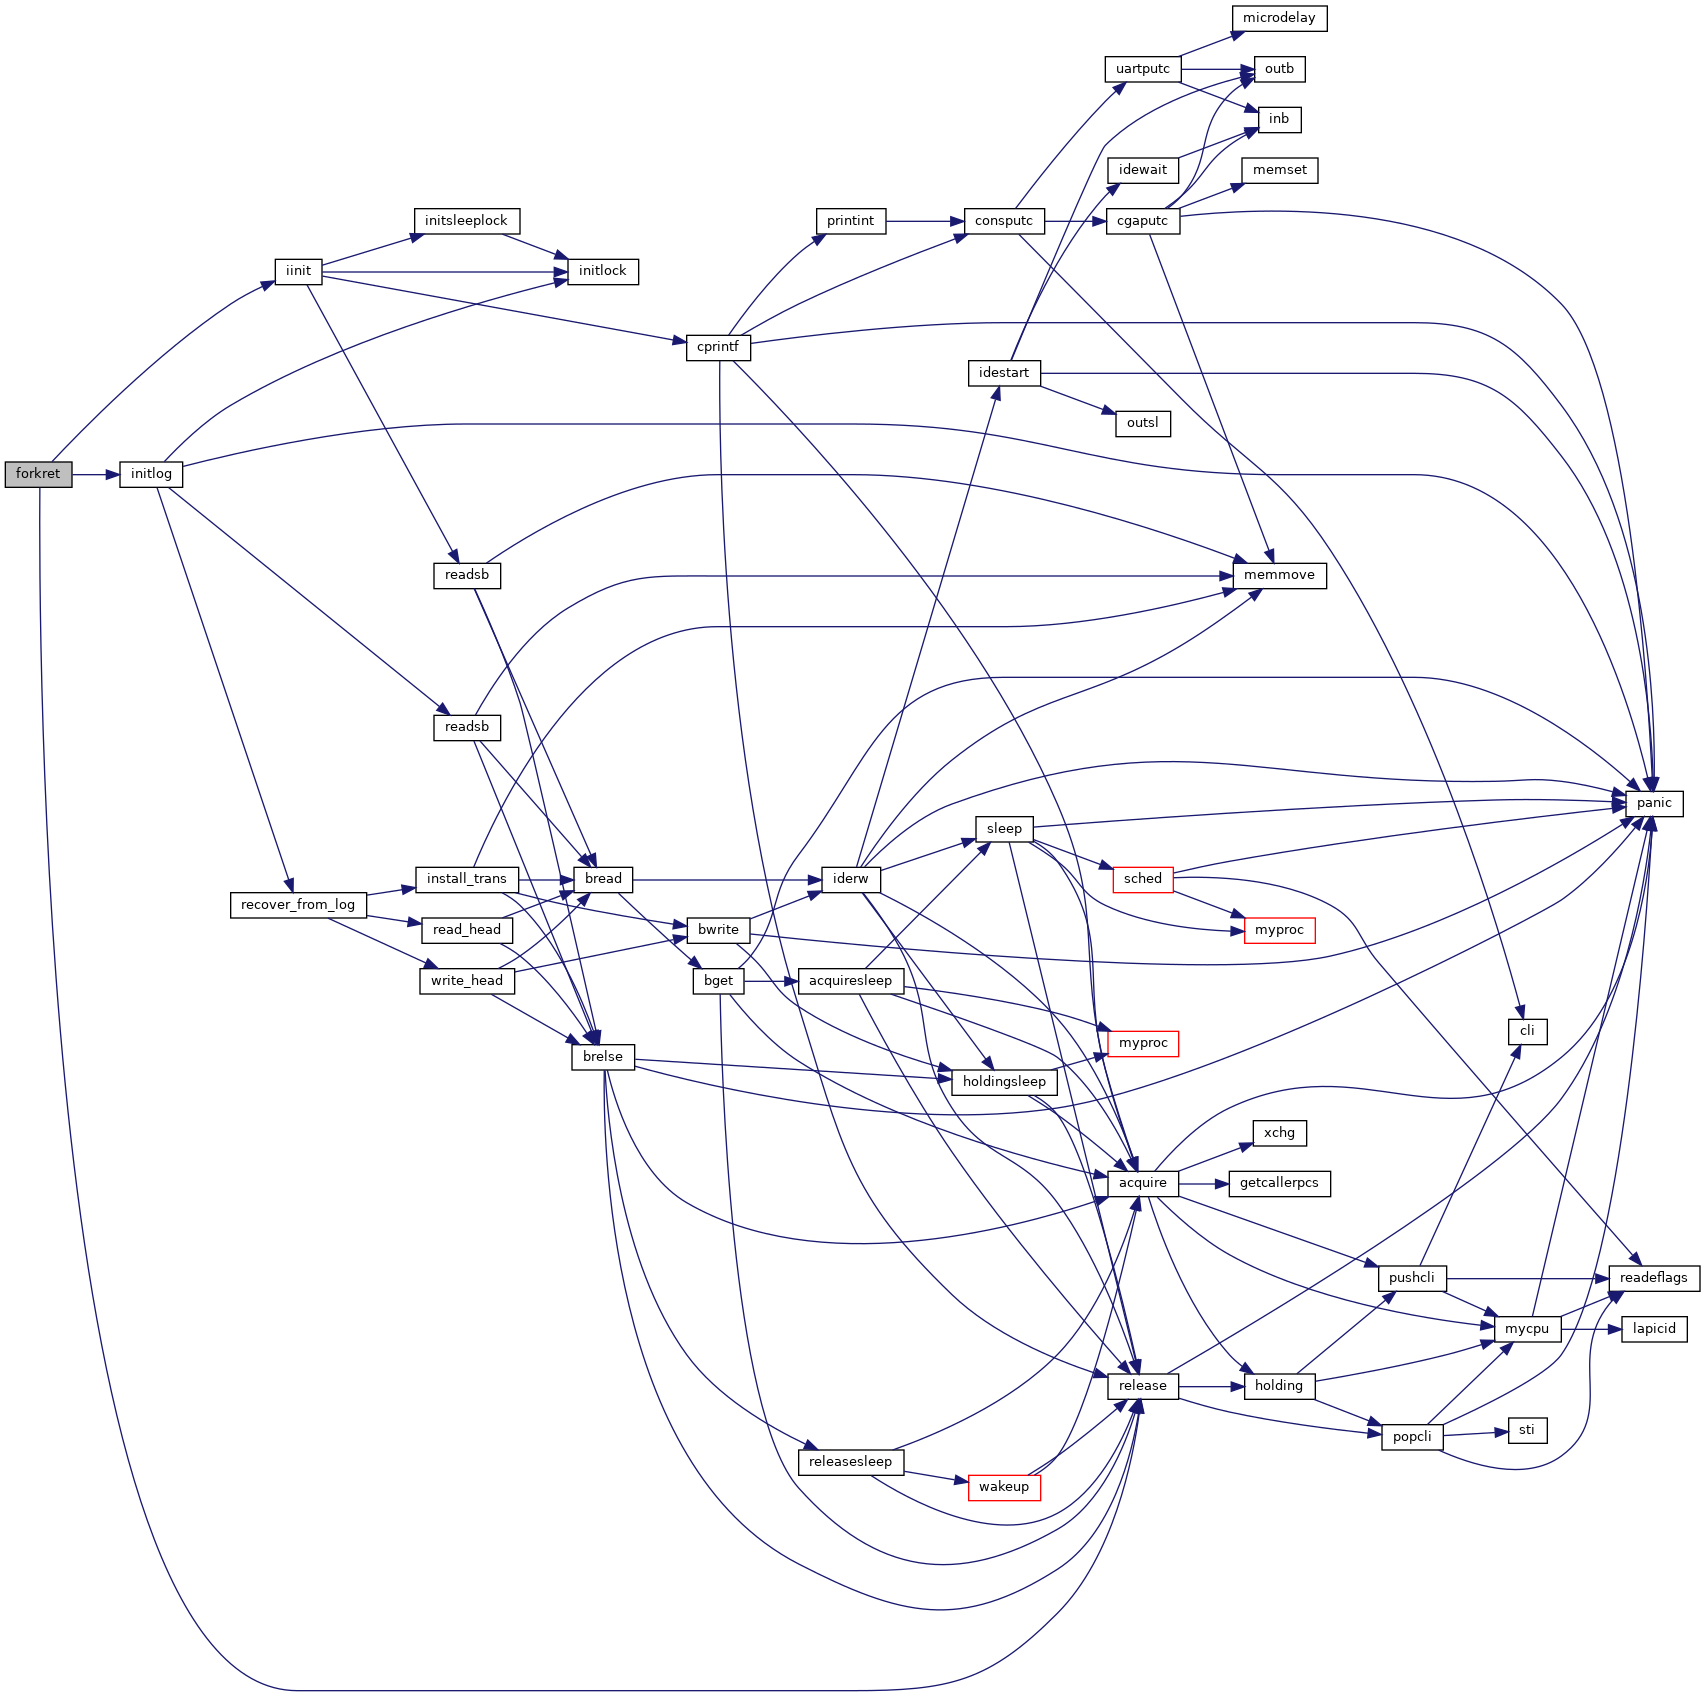 microdelay
uartputc
outb
inb
idewait
memset
initsleeplock
printint
consputc
cgaputc
iinit
initlock
cprintf
idestart
outsl
forkret
initlog
readsb
memmove
readsb
panic
sleep
install_trans
bread
iderw
sched
recover_from_log
read_head
bwrite
myproc
write_head
bget
acquiresleep
cli
brelse
myproc
holdingsleep
xchg
acquire
getcallerpcs
pushcli
readeflags
mycpu
lapicid
release
holding
popcli
sti
releasesleep
wakeup